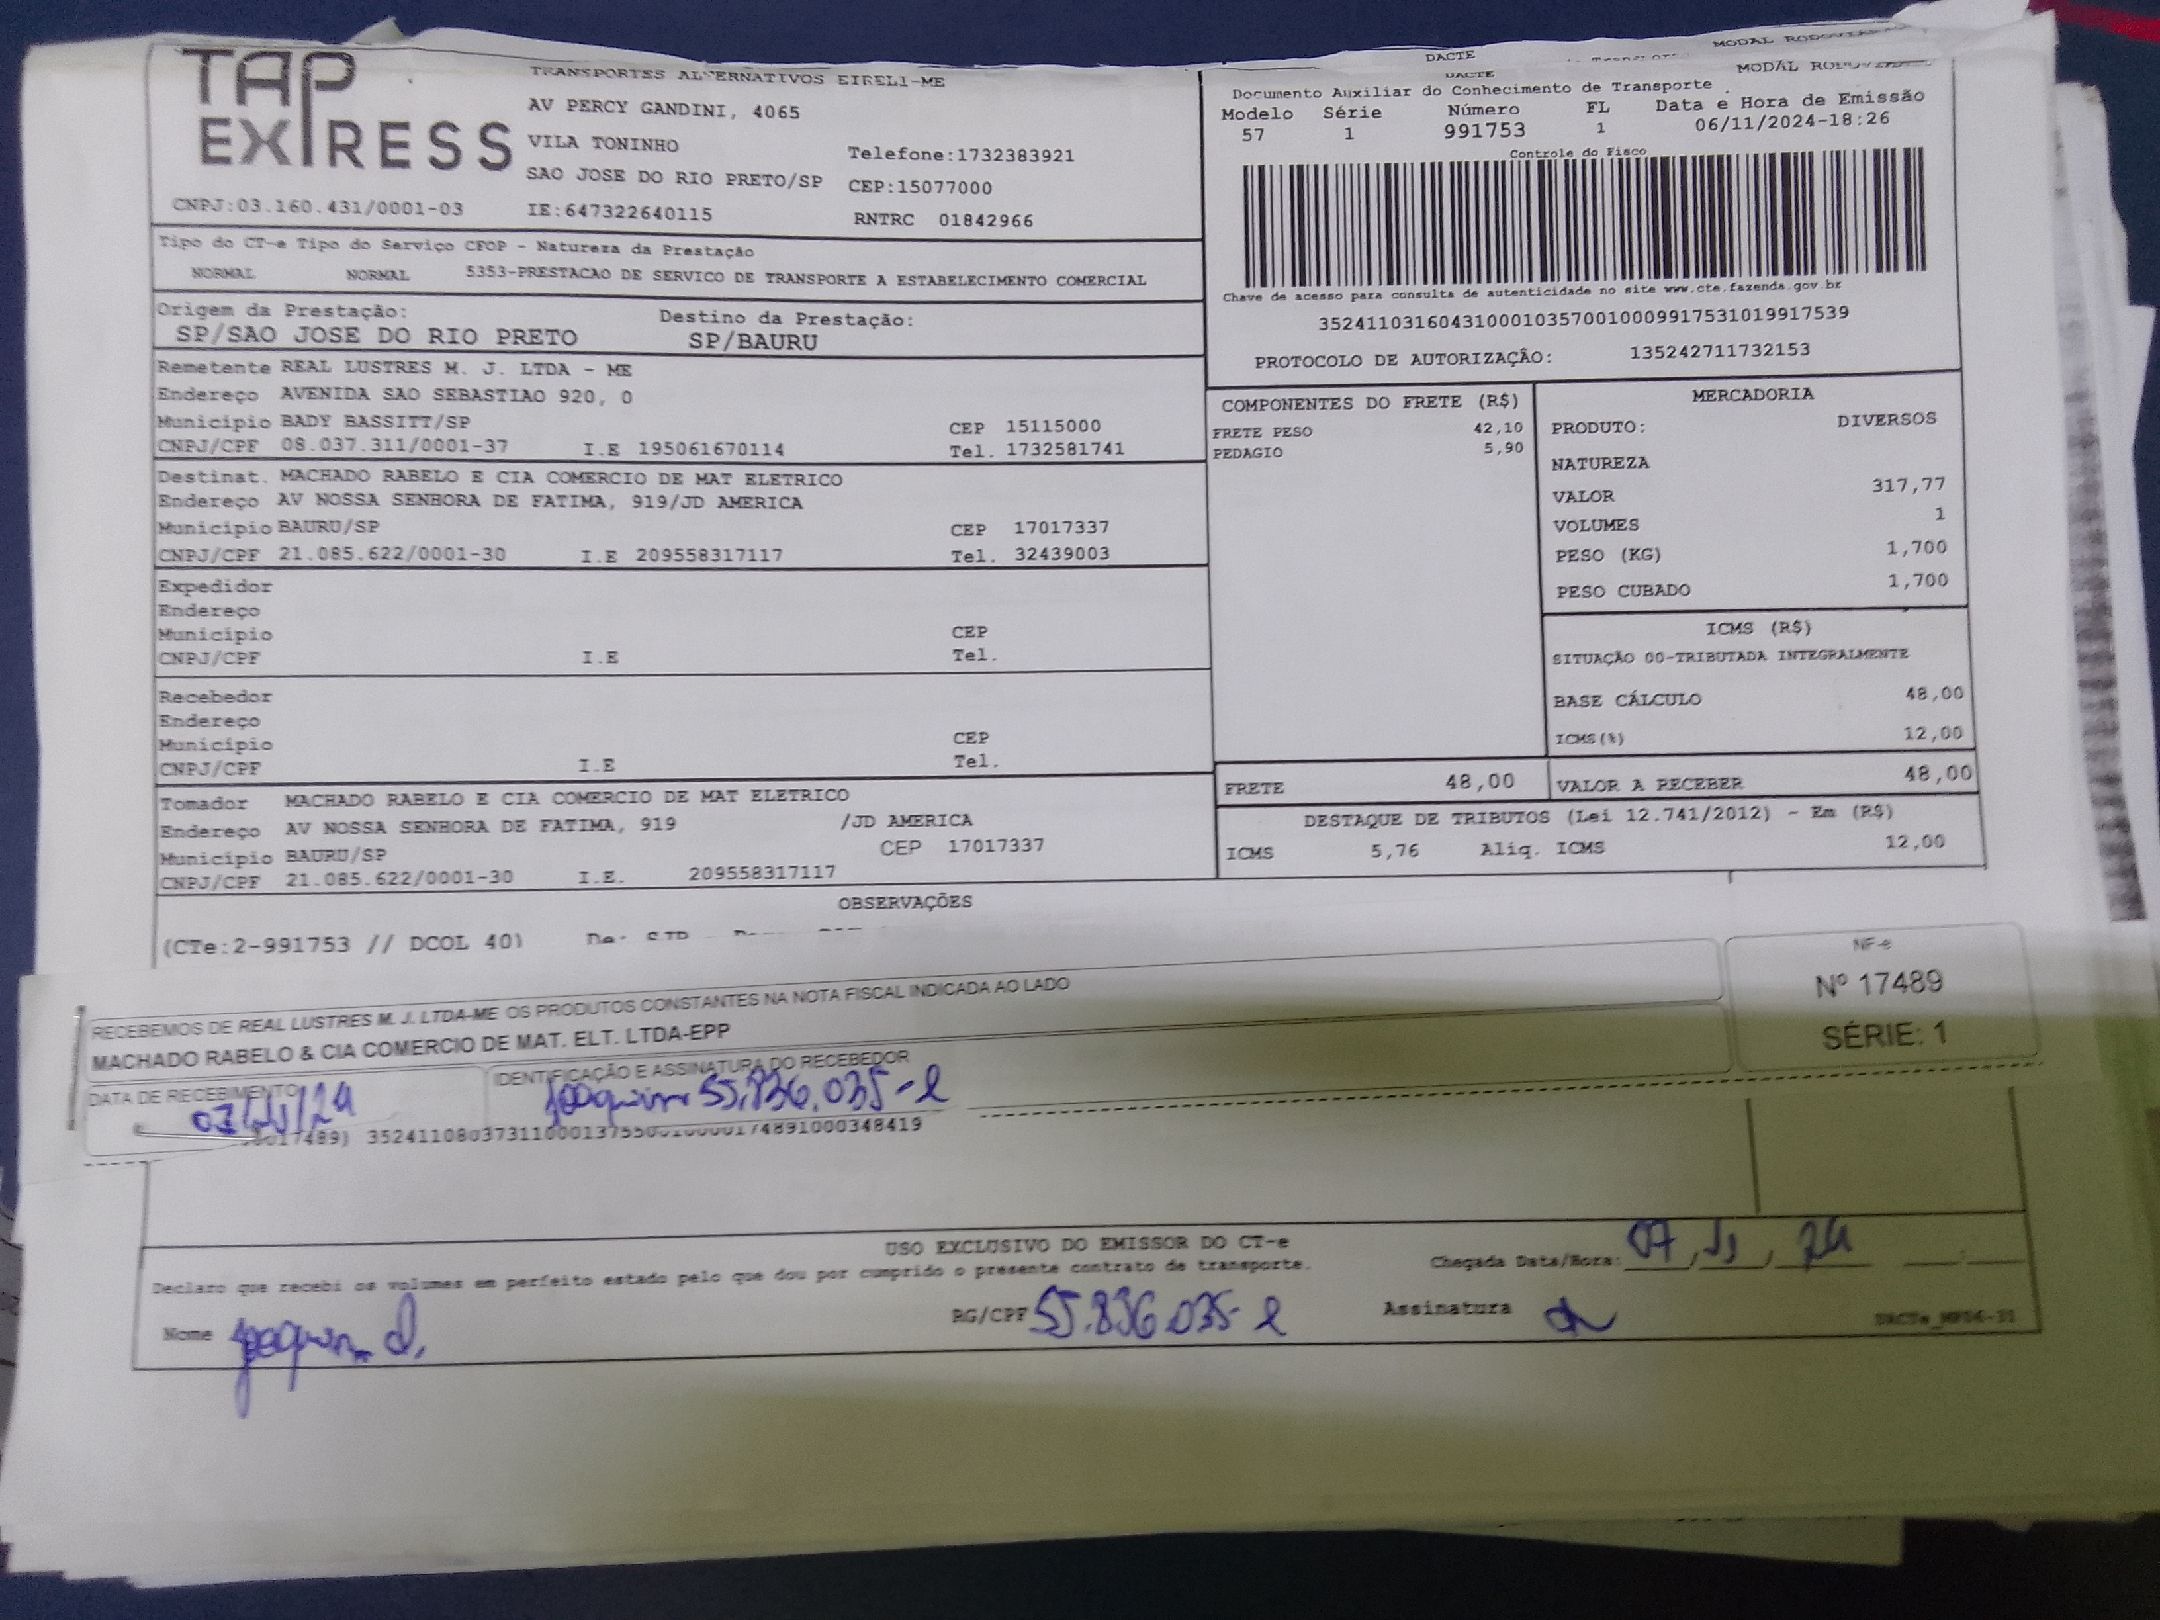 TAP
EXPRESS
TRANSPORTES ALTERNATIVOS EIRELI-ME
AV PERCY GANDINI, 4065
VILA TONINHO
Telefone:1732383921
SAO JOSE DO RIO PRETO/SP CEP:15077000
CNPJ:03.160.431/0001-03 IE:647322640115 RNTRC 01842966
DACTE
MODAL
DACTE MODAL
Documento Auxiliar do Conhecimento de Transporte
Modelo Série Número FL Data e Hora de Emissão
57 1 991753 1 06/11/2024-18:26
Controle do Fisco
Chave de acesso para consulta de autenticidade no site www.cte.fazenda.gov.br
35241103160431000103570010009917531019917539
PROTOCOLO DE AUTORIZAÇÃO: 135242711732153
Tipo do CT-e Tipo do Serviço CFOP - Natureza da Prestação
NORMAL NORMAL 5353-PRESTACAO DE SERVICO DE TRANSPORTE A ESTABELECIMENTO COMERCIAL
Origem da Prestação: Destino da Prestação:
SP/SAO JOSE DO RIO PRETO SP/BAURU
Remetente REAL LUSTRES M. J. LTDA - ME
Endereço AVENIDA SAO SEBASTIAO 920, 0
Município BADY BASSITT/SP CEP 15115000
CNPJ/CPF 08.037.311/0001-37 I.E 195061670114 Tel. 1732581741
Destinat. MACHADO RABELO E CIA COMERCIO DE MAT ELETRICO
Endereço AV NOSSA SENHORA DE FATIMA, 919/JD AMERICA
Município BAURU/SP CEP 17017337
CNPJ/CPF 21.085.622/0001-30 I.E 209558317117 Tel. 32439003
Expedidor
Endereço
Município CEP
CNPJ/CPF I.E Tel.
Recebedor
Endereço
Município CEP
CNPJ/CPF I.E Tel.
Tomador MACHADO RABELO E CIA COMERCIO DE MAT ELETRICO
Endereço AV NOSSA SENHORA DE FATIMA, 919 /JD AMERICA
Município BAURU/SP CEP 17017337
CNPJ/CPF 21.085.622/0001-30 I.E. 209558317117
COMPONENTES DO FRETE (R$)
FRETE PESO 42,10
PEDAGIO 5,90
MERCADORIA
PRODUTO: DIVERSOS
NATUREZA
VALOR 317,77
VOLUMES 1
PESO (KG) 1,700
PESO CUBADO 1,700
ICMS (R$)
SITUAÇÃO 00-TRIBUTADA INTEGRALMENTE
BASE CÁLCULO 48,00
ICMS(%) 12,00
FRETE 48,00 VALOR A RECEBER 48,00
DESTAQUE DE TRIBUTOS (Lei 12.741/2012) - Em (R$)
ICMS 5,76 Aliq. ICMS 12,00
OBSERVAÇÕES
(CTe:2-991753 // DCOL 40)
RECEBEMOS DE REAL LUSTRES M. J. LTDA-ME OS PRODUTOS CONSTANTES NA NOTA FISCAL INDICADA AO LADO
MACHADO RABELO & CIA COMERCIO DE MAT. ELT. LTDA-EPP
NF-e
Nº 17489
SÉRIE: 1
DATA DE RECEBIMENTO IDENTIFICAÇÃO E ASSINATURA DO RECEBEDOR
07/11/24 Joaquim 55.836.035-2
USO EXCLUSIVO DO EMISSOR DO CT-e
Declaro que recebi os volumes em perfeito estado pelo que dou por cumprido o presente contrato de transporte.
Chegada Data/Hora: 07/11/24
Nome Joaquim D. RG/CPF 55.836.035-2 Assinatura